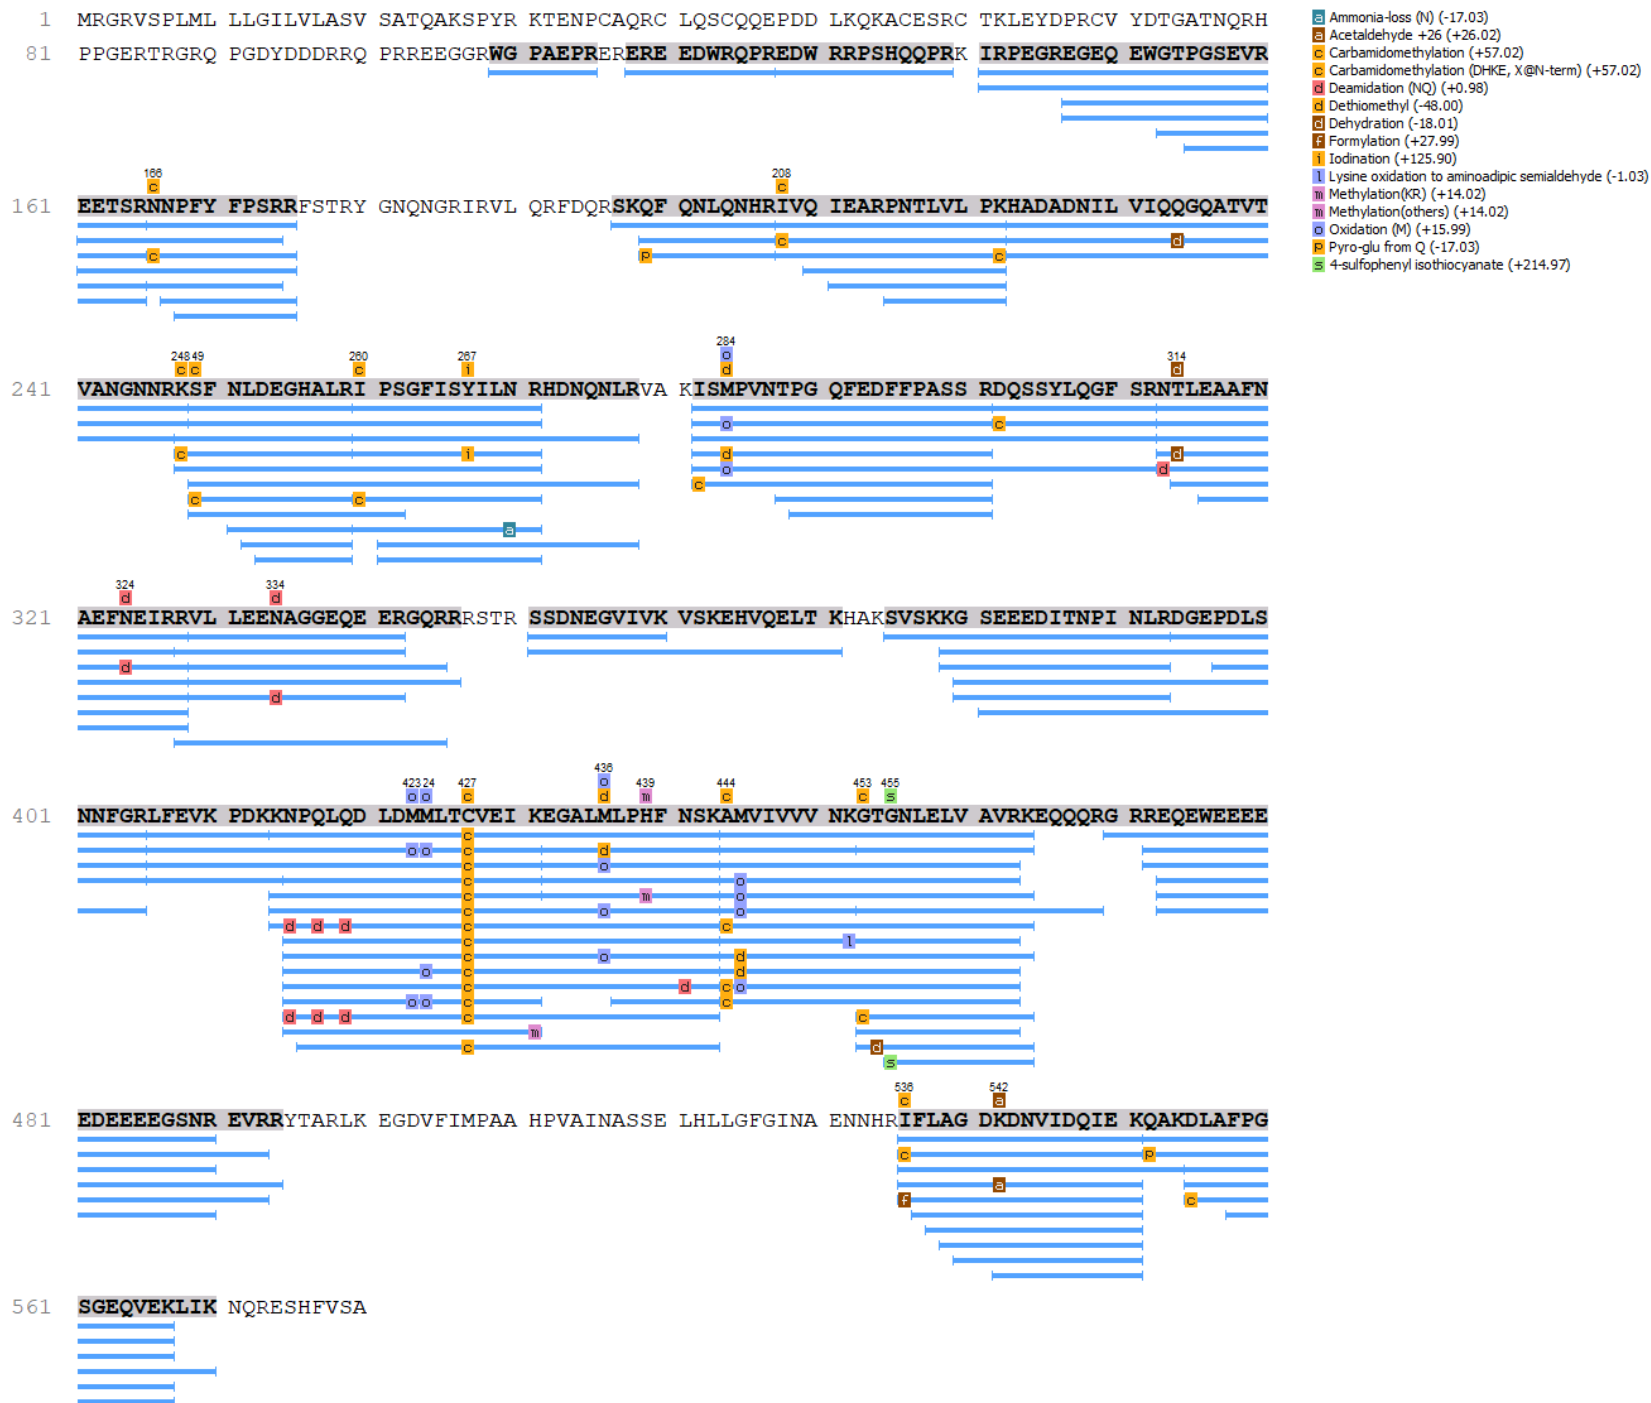 1 MRGRVSPLML LLGILVLASV SATQAKSPYR KTENPCAQRC LQSCQQEPDD LKQKACESRC TKLEYDPRCV YDTGATNQRH
81 PPGERTRGRQ PGDYDDDRRQ PRREEGGRWG PAEPRERERE EDWRQPREDW RRPSHQQPRK IRPEGREGEQ EWGTPGSEVR
a Ammonia-loss (N) (-17.03)
a Acetaldehyde +26 (+26.02)
c Carbamidomethylation (+57.02)
c Carbamidomethylation (DHKE, X@N-term) (+57.02)
d Deamidation (NQ) (+0.98)
d Dethiomethyl (-48.00)
d Dehydration (-18.01)
f Formylation (+27.99)
i Iodination (+125.90)
l Lysine oxidation to aminoadipic semialdehyde (-1.03)
m Methylation(KR) (+14.02)
m Methylation(others) (+14.02)
o Oxidation (M) (+15.99)
p Pyro-glu from Q (-17.03)
s 4-sulfophenyl isothiocyanate (+214.97)
166 208
c c
161 EETSRNNPFY FPSRRFSTRY GNQNGRIRVL QRFDQRSKQF QNLQNHRIVQ IEARPNTLVL PKHADADNIL VIQQGQATVT
c d
c p c
284
248 49 260 267 o 314
c c c i d d
241 VANGNNRKSF NLDEGHALRI PSGFISYILN RHDNQNLRVA KISMPVNTPG QFEDFFPASS RDQSSYLQGF SRNTLEAAFN
o c
c i d d
o d
c
c c
a
324 334
d d
321 AEFNEIRRVL LEENAGGEQE ERGQRRRSTR SSDNEGVIVK VSKEHVQELT KHAKSVSKKG SEEEDITNPI NLRDGEPDLS
d
d
436
423 24 427 o 439 444 453 455
o o c d m c c s
401 NNFGRLFEVK PDKKNPQLQD LDMMLTCVEI KEGALMLPHF NSKAMVIVVV NKGTGNLELV AVRKEQQQRG RREQEWEEEE
c
o o c d
c o
c o
c m o
c o o
d d d c c
c l
c o d
o c d
c d c o
o o c c
d d d c c
m
c d
s
536 542
c a
481 EDEEEEGSNR EVRRYTARLK EGDVFIMPAA HPVAINASSE LHLLGFGINA ENNHRIFLAG DKDNVIDQIE KQAKDLAFPG
c p
a
f c
561 SGEQVEKLIK NQRESHFVSA